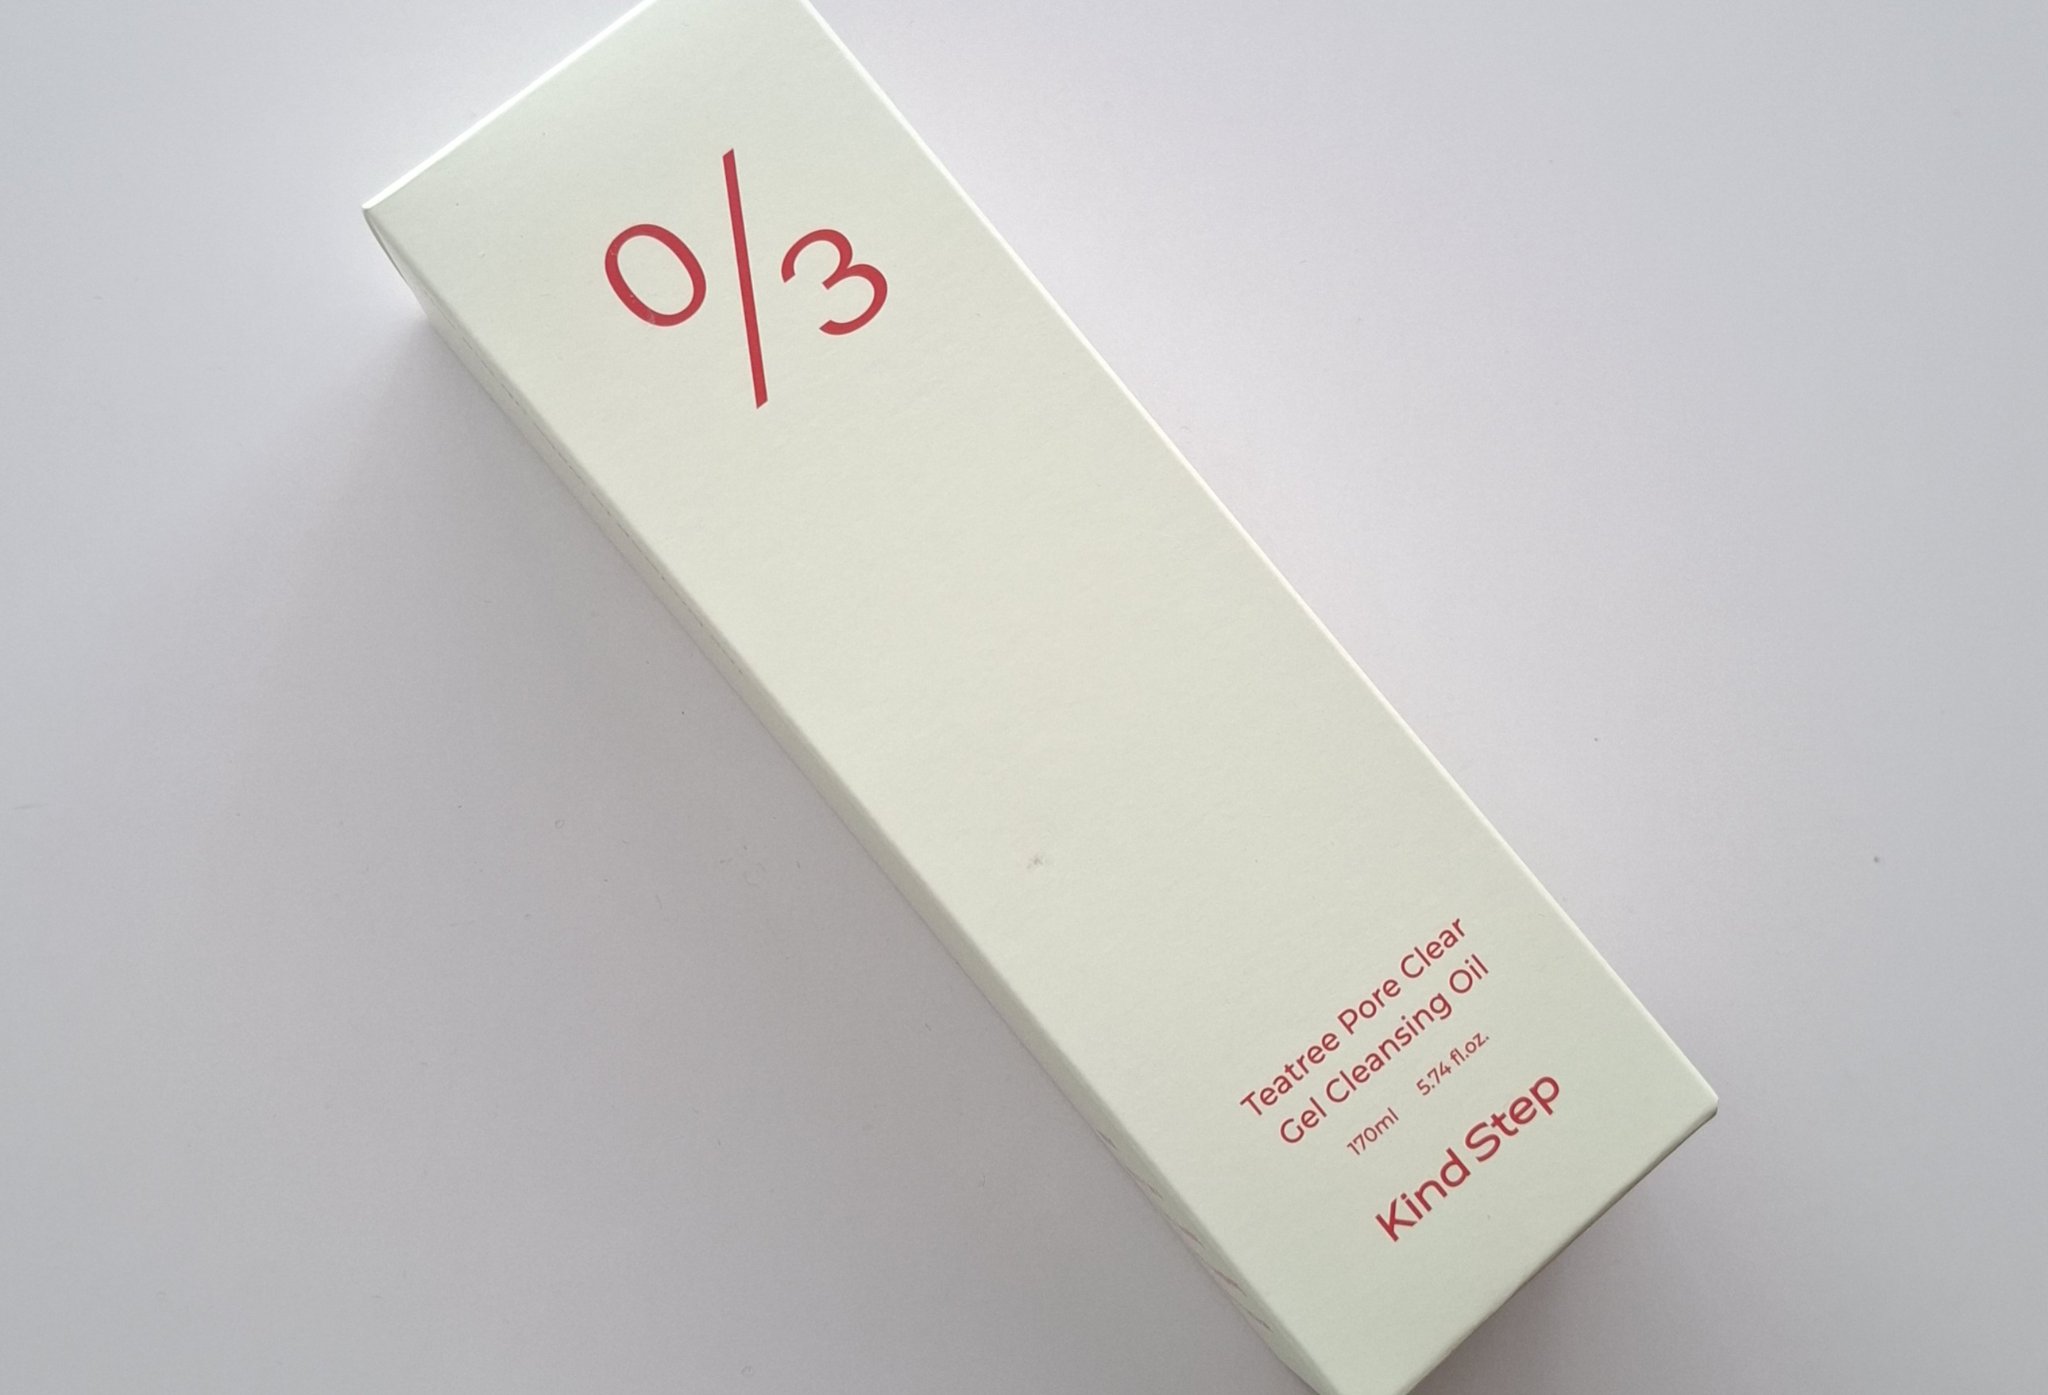 0/3
Teatree Pore Clear
Gel Cleansing Oil
170ml 5.74 fl.oz.
Kind Step